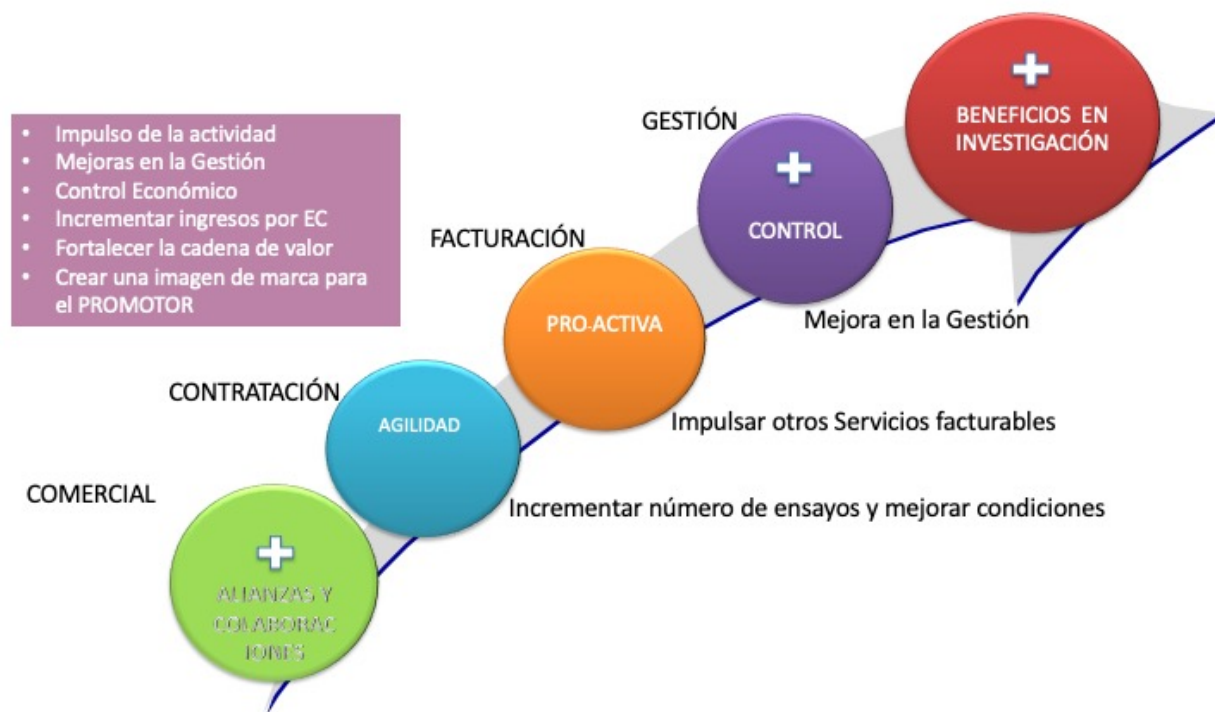 • Impulso de la actividad
• Mejoras en la Gestión
• Control Económico
• Incrementar ingresos por EC
• Fortalecer la cadena de valor
• Crear una imagen de marca para
el PROMOTOR
COMERCIAL
+
ALIANZAS Y
COLABORAC
IONES
CONTRATACIÓN
AGILIDAD
Incrementar número de ensayos y mejorar condiciones
FACTURACIÓN
PRO-ACTIVA
Impulsar otros Servicios facturables
GESTIÓN
+
CONTROL
Mejora en la Gestión
+
BENEFICIOS EN
INVESTIGACIÓN